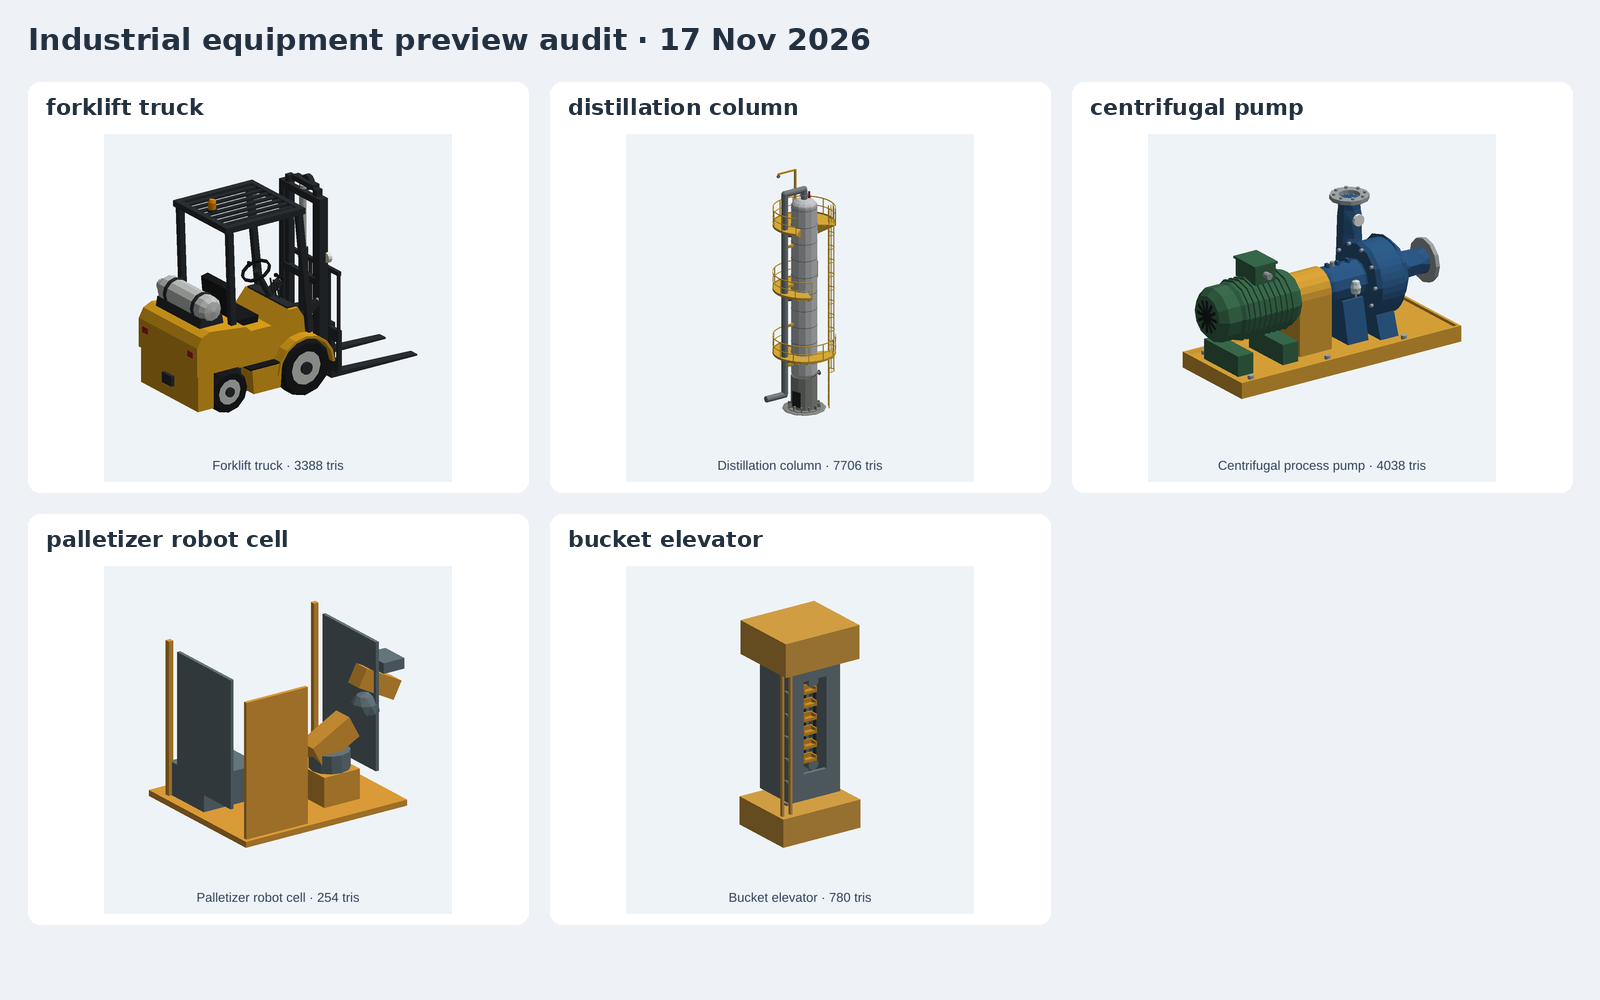 Industrial equipment preview audit · 17 Nov 2026
forklift truck
Forklift truck · 3388 tris
distillation column
Distillation column · 7706 tris
centrifugal pump
Centrifugal process pump · 4038 tris
palletizer robot cell
Palletizer robot cell · 254 tris
bucket elevator
Bucket elevator · 780 tris